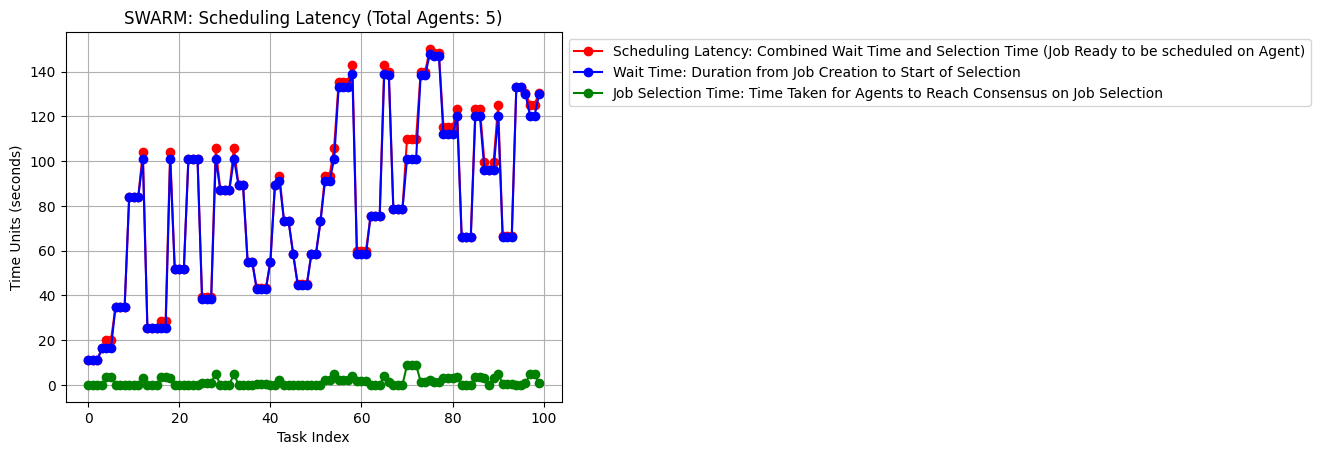 SWARM: Scheduling Latency (Total Agents: 5)
Scheduling Latency: Combined Wait Time and Selection Time (Job Ready to be scheduled on Agent)
Wait Time: Duration from Job Creation to Start of Selection
Job Selection Time: Time Taken for Agents to Reach Consensus on Job Selection
Time Units (seconds)
140
120
100
80
60
40
20
0
0 20 40 60 80 100
Task Index